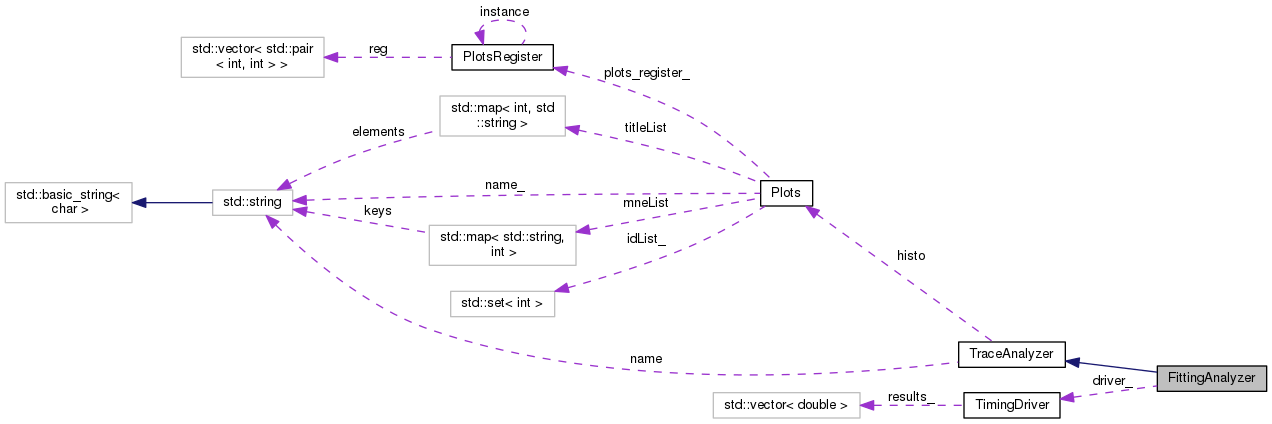 instance
std::vector< std::pair
< int, int > >
reg
PlotsRegister
plots_register_
std::map< int, std
::string >
titleList
elements
std::basic_string<
char >
std::string
name_
Plots
keys
mneList
std::map< std::string,
int >
idList_
histo
std::set< int >
name
TraceAnalyzer
FittingAnalyzer
driver_
std::vector< double >
results_
TimingDriver